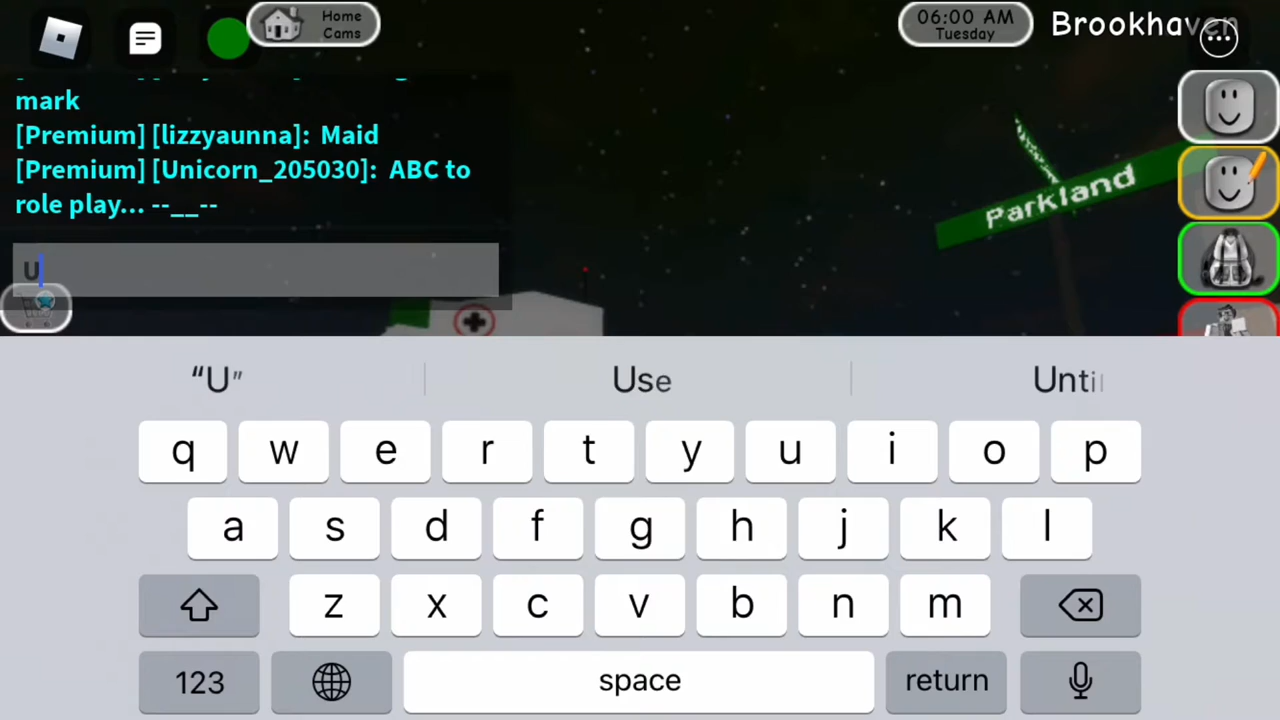 Home
Cams
06:00 AM
Tuesday
Brookhaven
mark
[Premium] [lizzyaunna]: Maid
[Premium] [Unicorn_205030]: ABC to
role play... --__--
Parkland
U
“U” Use Unti
q w e r t y u i o p
a s d f g h j k l
z x c v b n m
123 space return